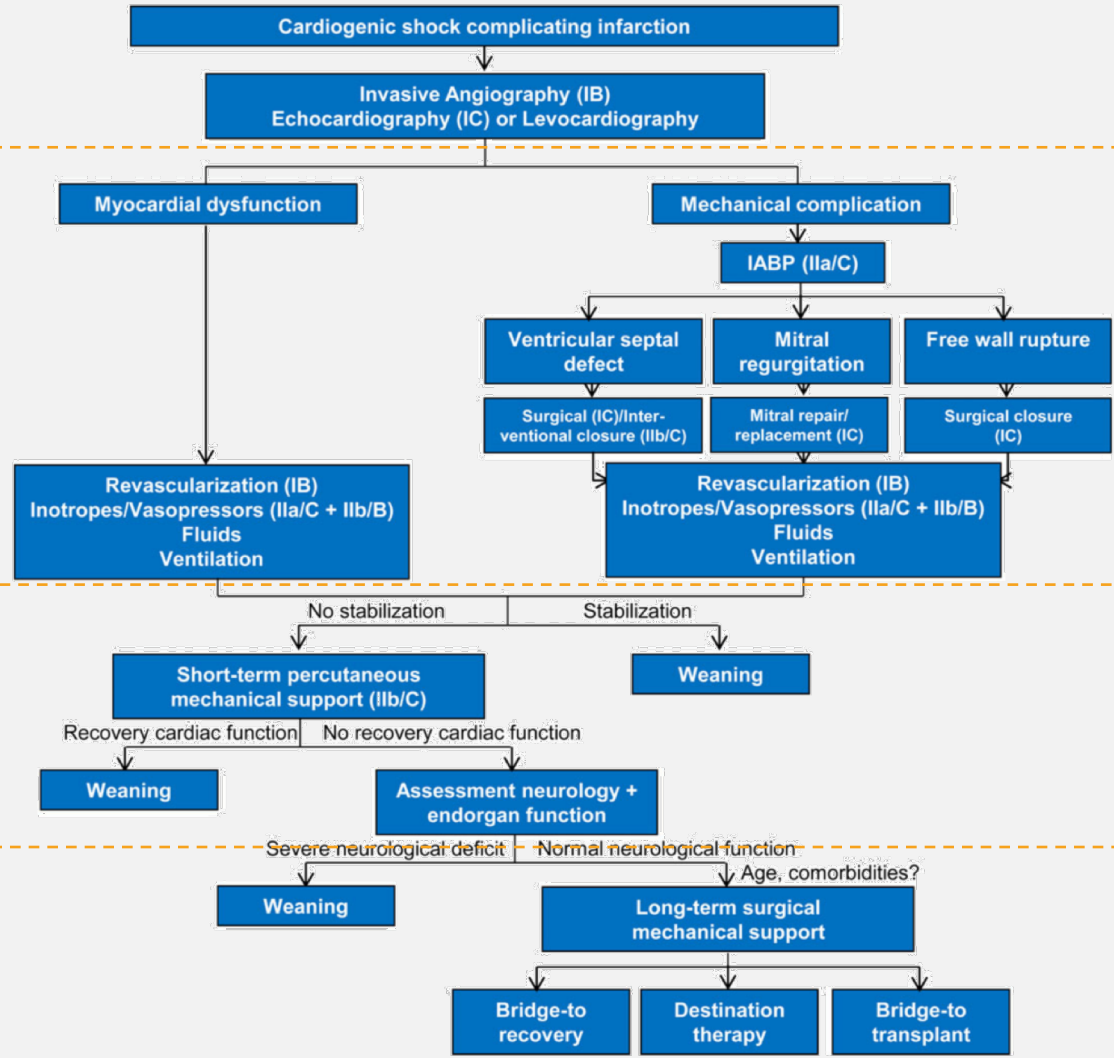 Cardiogenic shock complicating infarction
Invasive Angiography (IB)
Echocardiography (IC) or Levocardiography
Myocardial dysfunction
Mechanical complication
IABP (IIa/C)
Ventricular septal
defect
Mitral
regurgitation
Free wall rupture
Surgical (IC)/Inter-
ventional closure (IIb/C)
Mitral repair/
replacement (IC)
Surgical closure
(IC)
Revascularization (IB)
Inotropes/Vasopressors (IIa/C + IIb/B)
Fluids
Ventilation
Revascularization (IB)
Inotropes/Vasopressors (IIa/C + IIb/B)
Fluids
Ventilation
No stabilization
Stabilization
Short-term percutaneous
mechanical support (IIb/C)
Weaning
Recovery cardiac function
No recovery cardiac function
Weaning
Assessment neurology +
endorgan function
Severe neurological deficit
Normal neurological function
Age, comorbidities?
Weaning
Long-term surgical
mechanical support
Bridge-to
recovery
Destination
therapy
Bridge-to
transplant